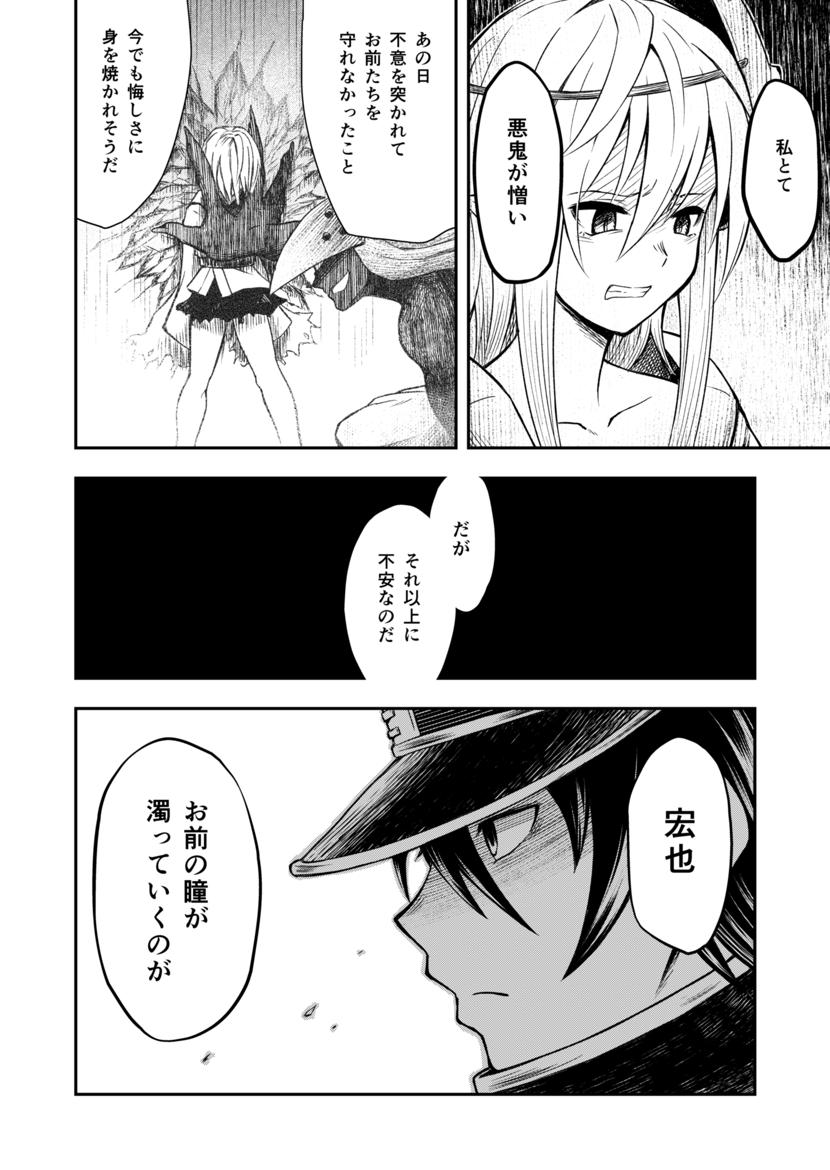 私とて
悪鬼が憎い
あの日
不意を突かれて
お前たちを
守れなかったこと
今でも悔しさに
身を焼かれそうだ
だが
それ以上に
不安なのだ
宏也
お前の瞳が
濁っていくのが